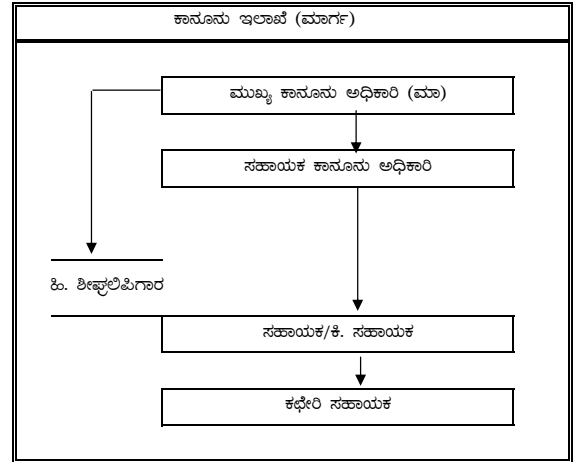 ಕಾನೂನು ಇಲಾಖೆ (ಮಾರ್ಗ)
ಮುಖ್ಯ ಕಾನೂನು ಅಧಿಕಾರಿ (ಮಾ)
ಸಹಾಯಕ ಕಾನೂನು ಅಧಿಕಾರಿ
ಹಿ. ಶೀಘ್ರಲಿಪಿಗಾರ
ಸಹಾಯಕ/ಕಿ. ಸಹಾಯಕ
ಕಛೇರಿ ಸಹಾಯಕ